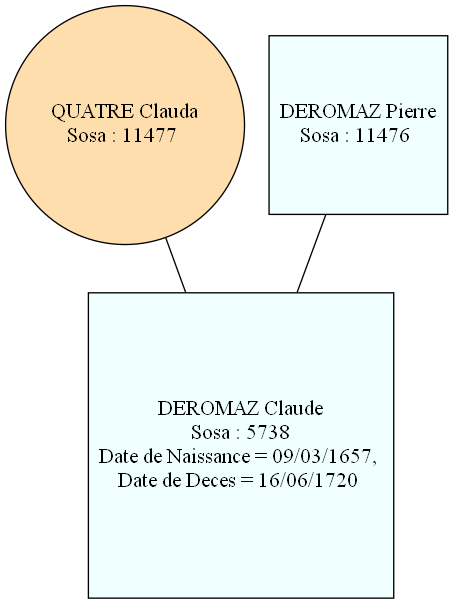 QUATRE Clauda
Sosa : 11477
DEROMAZ Pierre
Sosa : 11476
DEROMAZ Claude
Sosa : 5738
Date de Naissance = 09/03/1657,
Date de Deces = 16/06/1720